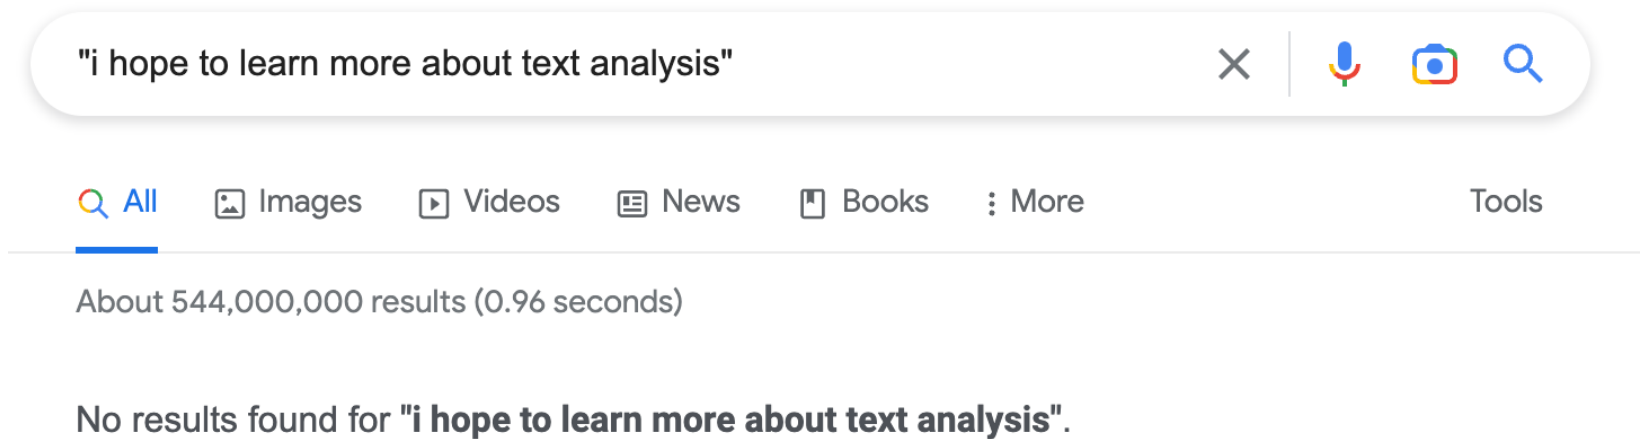 "i hope to learn more about text analysis"
All Images Videos News Books More Tools
About 544,000,000 results (0.96 seconds)
No results found for "i hope to learn more about text analysis".